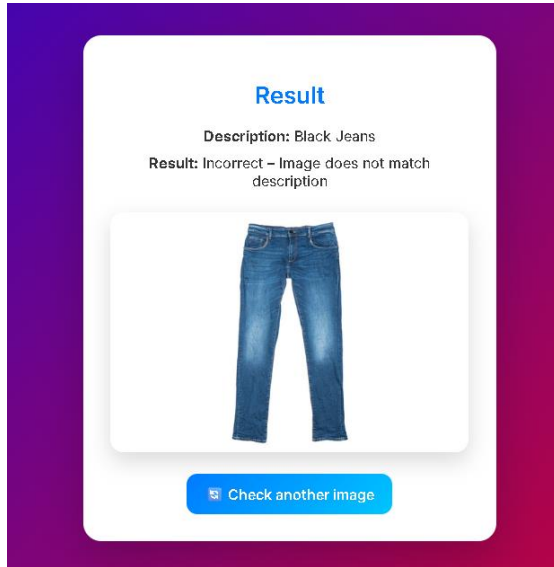 Result
Description: Black Jeans
Result: Incorrect – Image does not match
description
Check another image